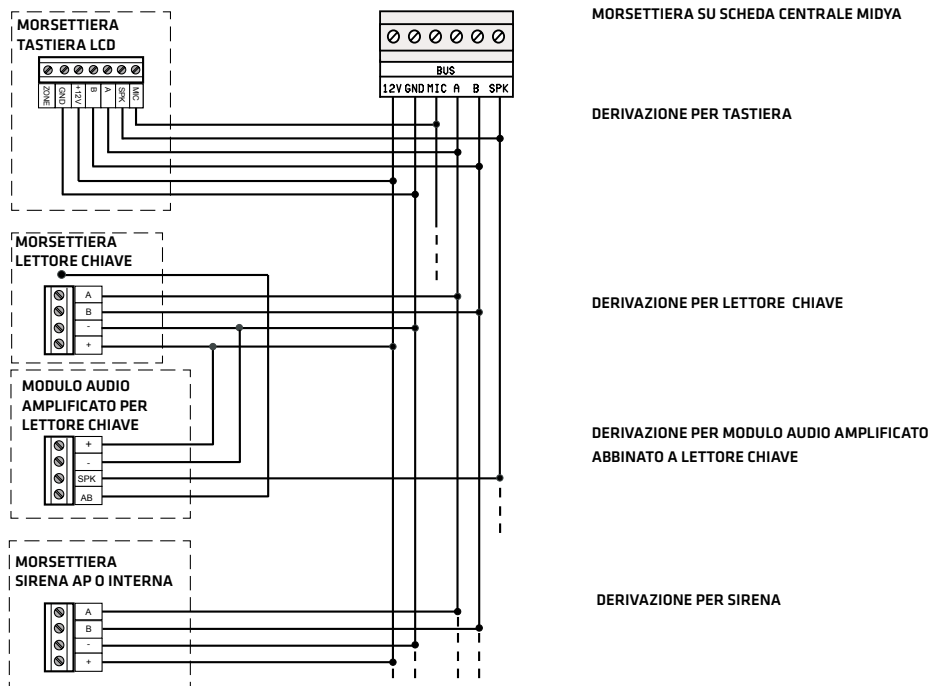 MORSETTIERA SU SCHEDA CENTRALE MIDYA
MORSETTIERA
TASTIERA LCD
ZONE
GND
+12V
B
A
SPK
MIC
BUS
12V GND MIC A B SPK
DERIVAZIONE PER TASTIERA
MORSETTIERA
LETTORE CHIAVE
A
B
-
+
DERIVAZIONE PER LETTORE CHIAVE
MODULO AUDIO
AMPLIFICATO PER
LETTORE CHIAVE
+
-
SPK
AB
DERIVAZIONE PER MODULO AUDIO AMPLIFICATO
ABBINATO A LETTORE CHIAVE
MORSETTIERA
SIRENA AP O INTERNA
A
B
-
+
DERIVAZIONE PER SIRENA